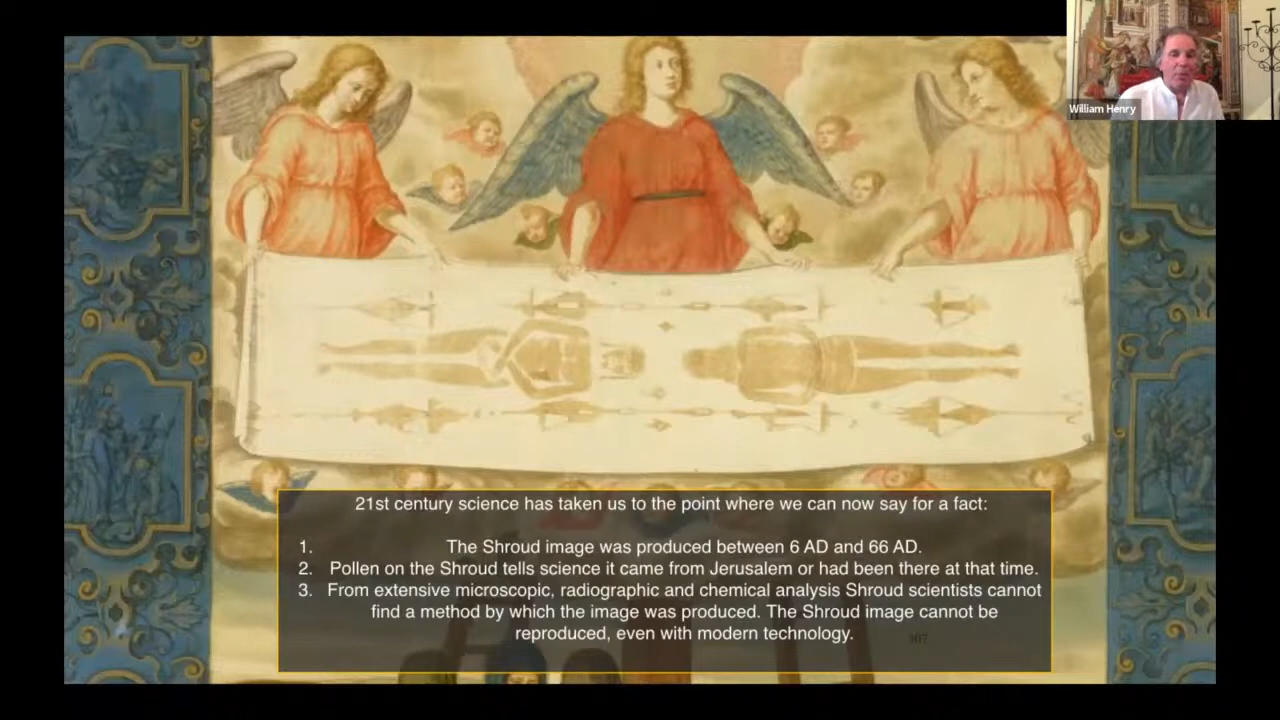 William Henry
21st century science has taken us to the point where we can now say for a fact:
1. The Shroud image was produced between 6 AD and 66 AD.
2. Pollen on the Shroud tells science it came from Jerusalem or had been there at that time.
3. From extensive microscopic, radiographic and chemical analysis Shroud scientists cannot
find a method by which the image was produced. The Shroud image cannot be
reproduced, even with modern technology.